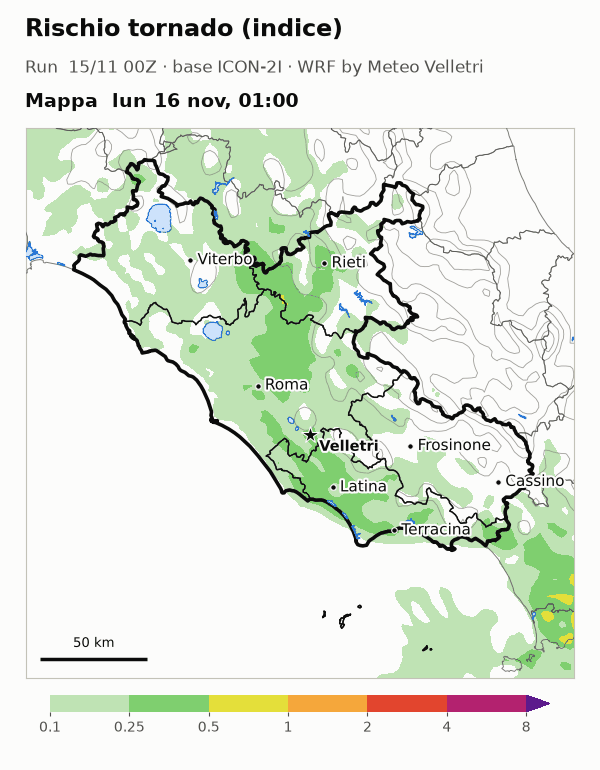 Rischio tornado (indice)
Run  15/11 00Z · base ICON-2I · WRF by Meteo Velletri
Mappa  lun 16 nov, 01:00
Viterbo
Rieti
Roma
Velletri
Frosinone
Cassino
Latina
Terracina
50 km
0.1 0.25 0.5 1 2 4 8